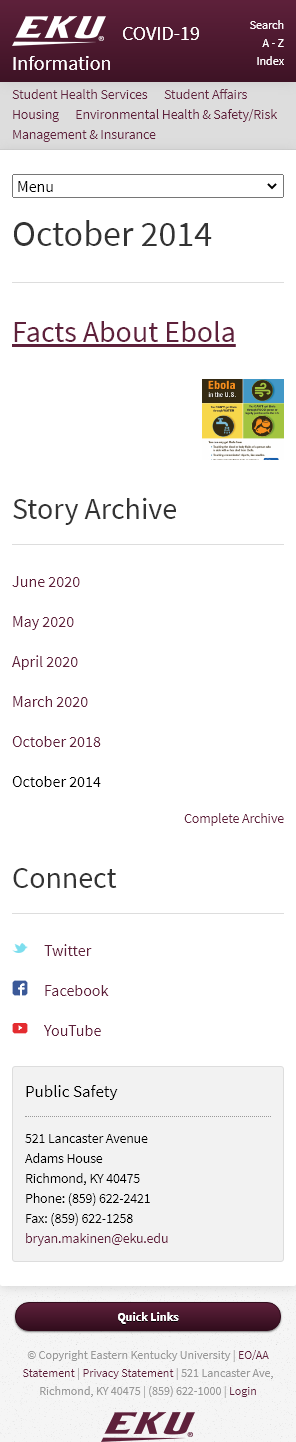 EKU COVID-19
Information
Search
A - Z
Index
Student Health Services Student Affairs
Housing Environmental Health & Safety/Risk
Management & Insurance
Menu
October 2014
Facts About Ebola
Ebola
in the U.S.
Story Archive
June 2020
May 2020
April 2020
March 2020
October 2018
October 2014
Complete Archive
Connect
Twitter
Facebook
YouTube
Public Safety
521 Lancaster Avenue
Adams House
Richmond, KY 40475
Phone: (859) 622-2421
Fax: (859) 622-1258
bryan.makinen@eku.edu
Quick Links
© Copyright Eastern Kentucky University | EO/AA
Statement | Privacy Statement | 521 Lancaster Ave,
Richmond, KY 40475 | (859) 622-1000 | Login
EKU